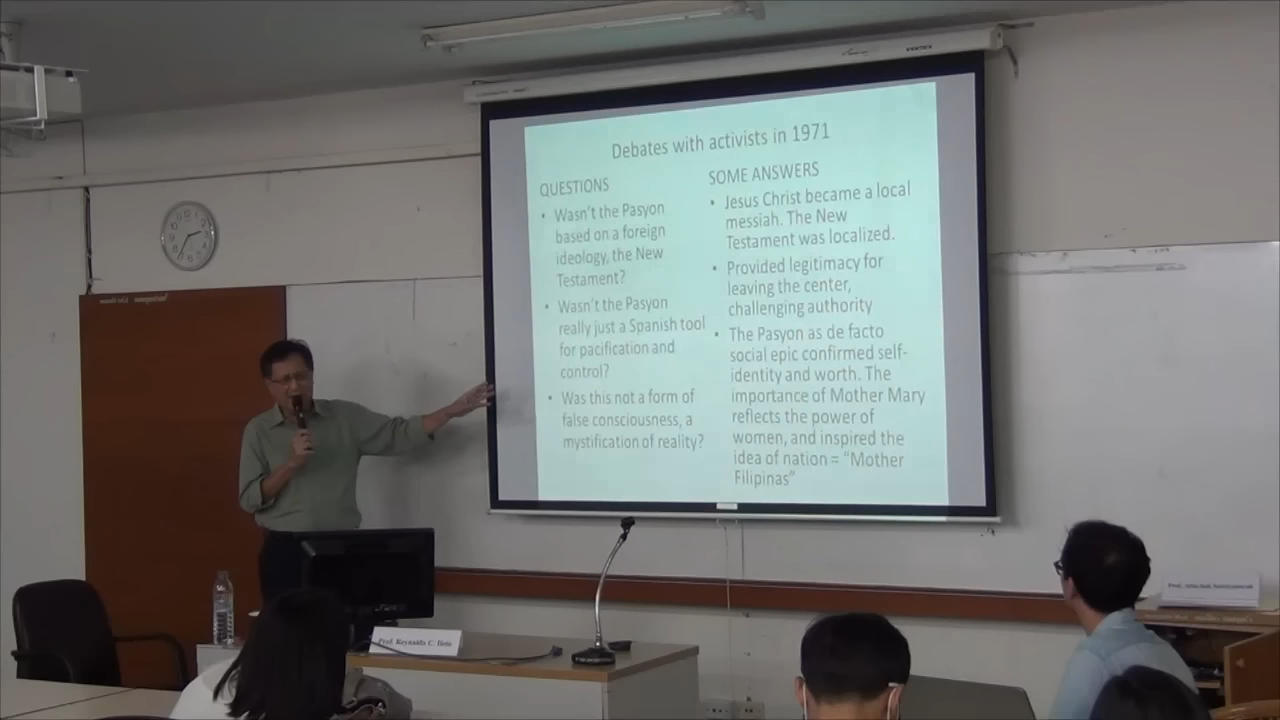 VERTEX
Debates with activists in 1971
QUESTIONS
• Wasn't the Pasyon
based on a foreign
ideology, the New
Testament?
• Wasn't the Pasyon
really just a Spanish tool
for pacification and
control?
• Was this not a form of
false consciousness, a
mystification of reality?
SOME ANSWERS
• Jesus Christ became a local
messiah. The New
Testament was localized.
• Provided legitimacy for
leaving the center,
challenging authority
• The Pasyon as de facto
social epic confirmed self-
identity and worth. The
importance of Mother Mary
reflects the power of
women, and inspired the
idea of nation = "Mother
Filipinas"
Prof. Reynaldo C. Ileto
Prof.